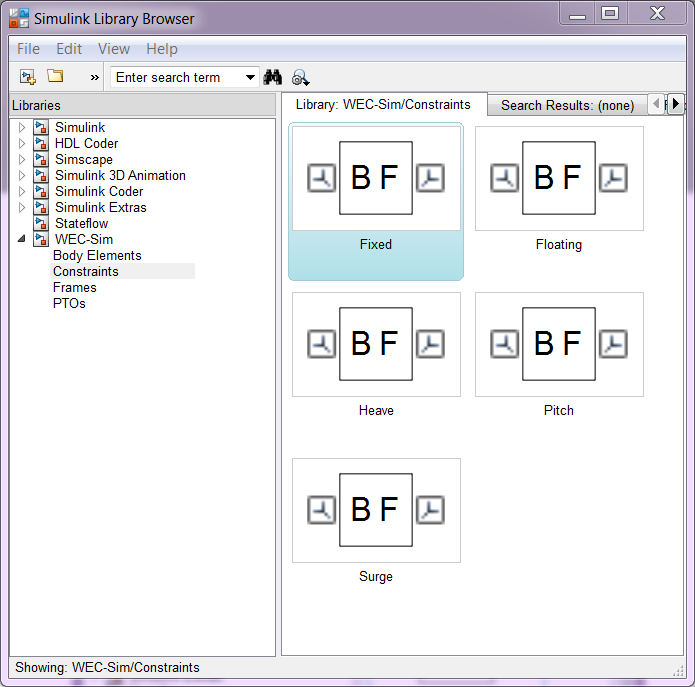 Simulink Library Browser
File Edit View Help
» Enter search term
Libraries
Library: WEC-Sim/Constraints Search Results: (none)
Simulink
HDL Coder
Simscape
Simulink 3D Animation
Simulink Coder
Simulink Extras
Stateflow
WEC-Sim
Body Elements
Constraints
Frames
PTOs
B F B F
Fixed Floating
B F B F
Heave Pitch
B F
Surge
Showing: WEC-Sim/Constraints